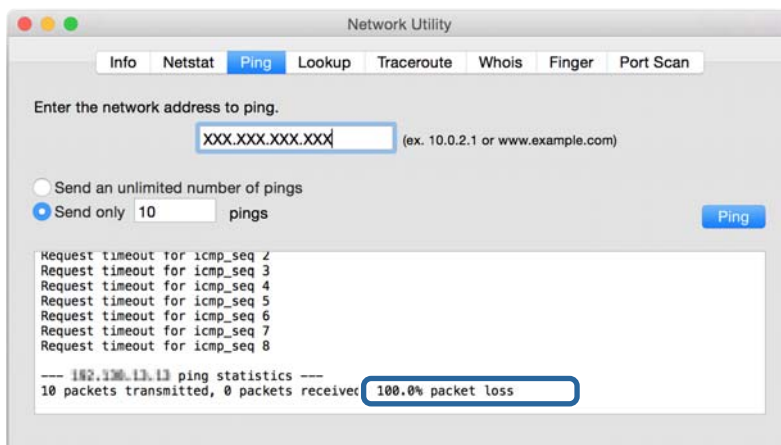 Network Utility
Info Netstat Ping Lookup Traceroute Whois Finger Port Scan
Enter the network address to ping.
XXX.XXX.XXX.XXX (ex. 10.0.2.1 or www.example.com)
Send an unlimited number of pings
Send only 10 pings
Ping
Request timeout for icmp_seq 2
Request timeout for icmp_seq 3
Request timeout for icmp_seq 4
Request timeout for icmp_seq 5
Request timeout for icmp_seq 6
Request timeout for icmp_seq 7
Request timeout for icmp_seq 8
--- ping statistics ---
10 packets transmitted, 0 packets received 100.0% packet loss